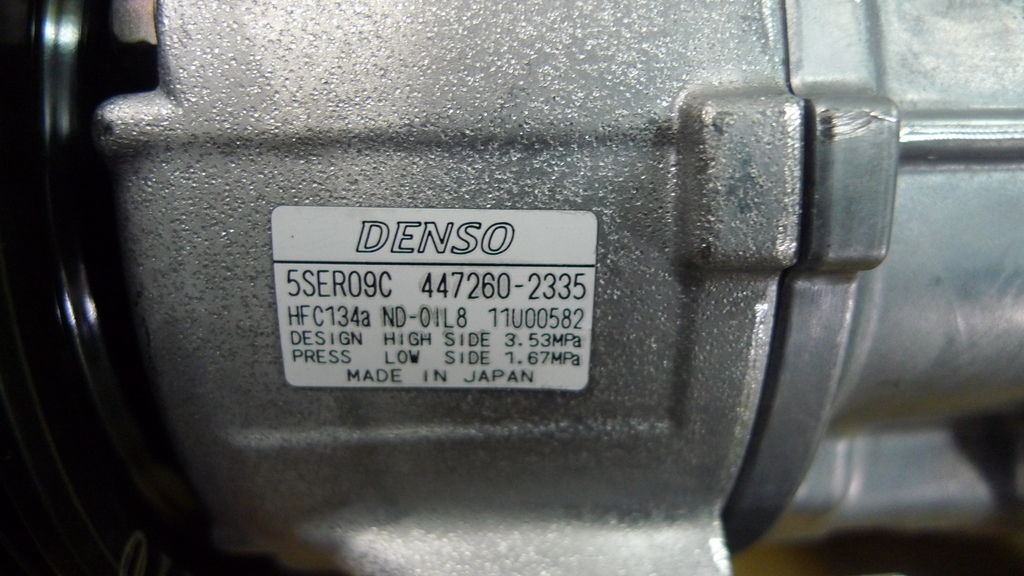 DENSO
5SER09C 447260-2335
HFC134a ND-OIL8 11U00582
DESIGN HIGH SIDE 3.53MPa
PRESS LOW SIDE 1.67MPa
MADE IN JAPAN